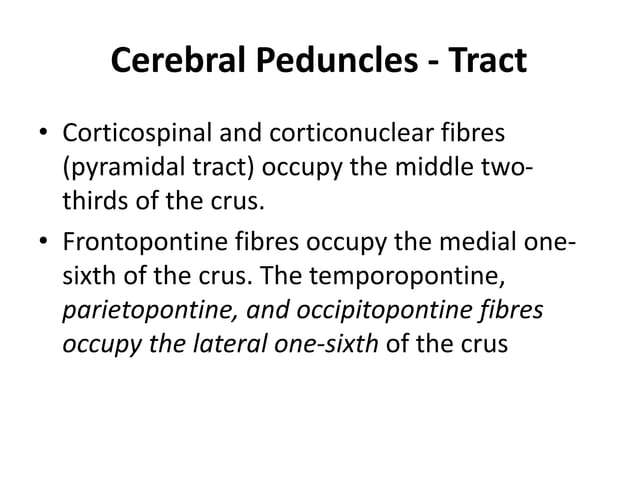 Cerebral Peduncles - Tract
• Corticospinal and corticonuclear fibres
(pyramidal tract) occupy the middle two-
thirds of the crus.
• Frontopontine fibres occupy the medial one-
sixth of the crus. The temporopontine,
parietopontine, and occipitopontine fibres
occupy the lateral one-sixth of the crus